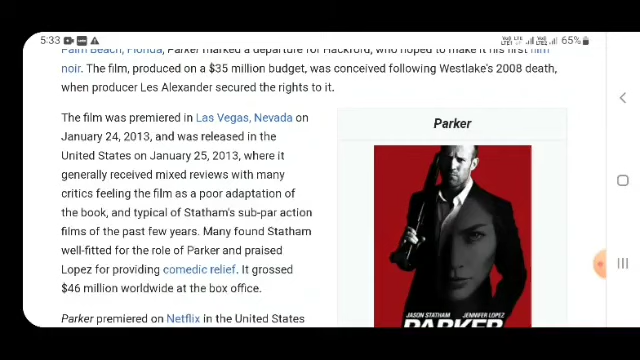 5:33
65%
Palm Beach, Florida, Parker marked a departure for Hackford, who hoped to make it his first film
noir. The film, produced on a $35 million budget, was conceived following Westlake's 2008 death,
when producer Les Alexander secured the rights to it.
The film was premiered in Las Vegas, Nevada on
January 24, 2013, and was released in the
United States on January 25, 2013, where it
generally received mixed reviews with many
critics feeling the film as a poor adaptation of
the book, and typical of Statham's sub-par action
films of the past few years. Many found Statham
well-fitted for the role of Parker and praised
Lopez for providing comedic relief. It grossed
$46 million worldwide at the box office.
Parker premiered on Netflix in the United States
Parker
JASON STATHAM JENNIFER LOPEZ
PARKER